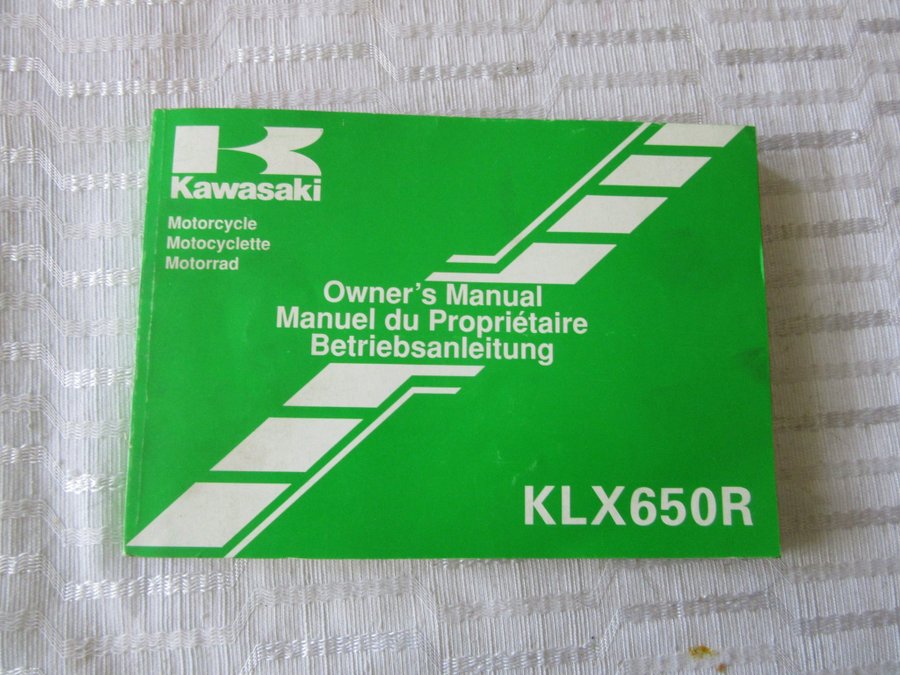 Kawasaki
Motorcycle
Motocyclette
Motorrad
Owner's Manual
Manuel du Propriétaire
Betriebsanleitung
KLX650R